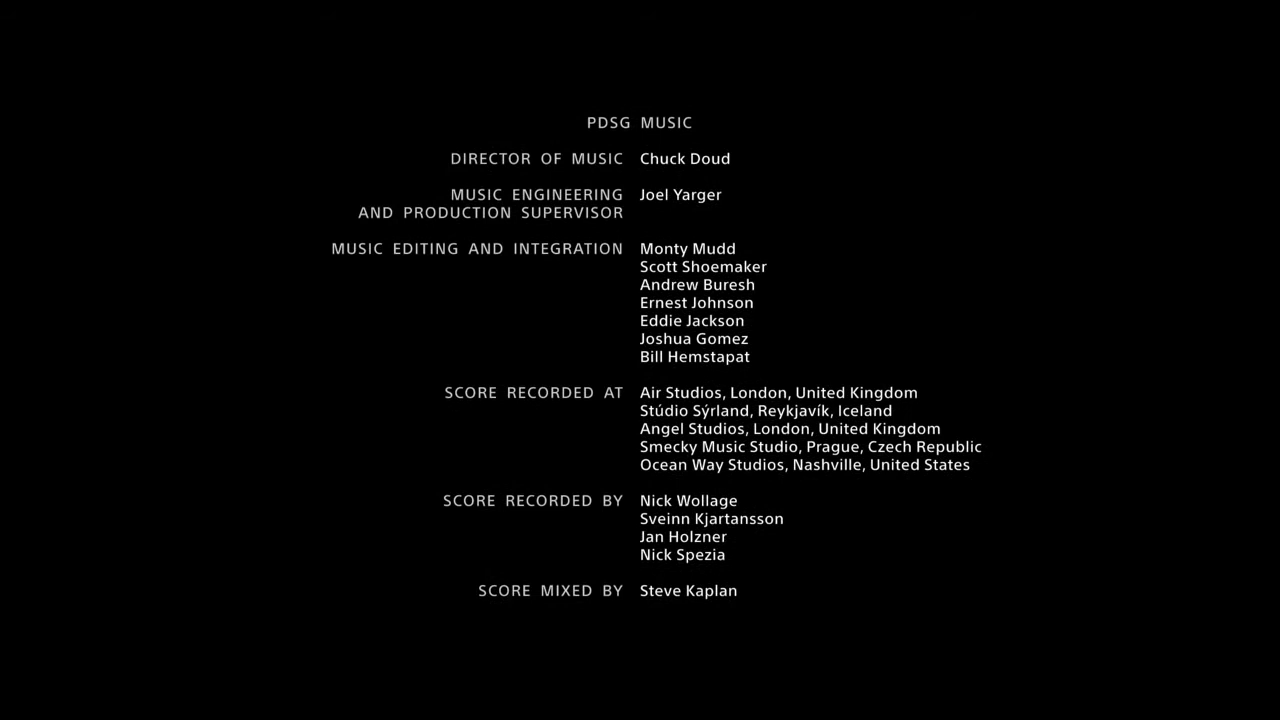 PDSG MUSIC
DIRECTOR OF MUSIC Chuck Doud
MUSIC ENGINEERING Joel Yarger
AND PRODUCTION SUPERVISOR
MUSIC EDITING AND INTEGRATION Monty Mudd
Scott Shoemaker
Andrew Buresh
Ernest Johnson
Eddie Jackson
Joshua Gomez
Bill Hemstapat
SCORE RECORDED AT Air Studios, London, United Kingdom
Stúdio Sýrland, Reykjavík, Iceland
Angel Studios, London, United Kingdom
Smecky Music Studio, Prague, Czech Republic
Ocean Way Studios, Nashville, United States
SCORE RECORDED BY Nick Wollage
Sveinn Kjartansson
Jan Holzner
Nick Spezia
SCORE MIXED BY Steve Kaplan